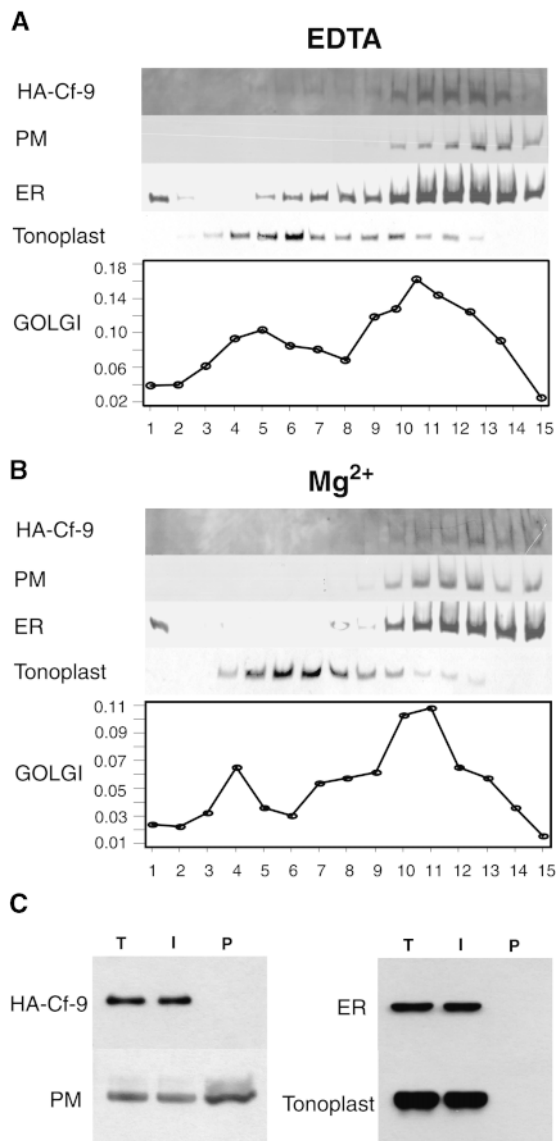 A
EDTA
HA-Cf-9
PM
ER
Tonoplast
GOLGI
0.18
0.14
0.10
0.06
0.02
1 2 3 4 5 6 7 8 9 10 11 12 13 14 15
B
Mg²⁺
HA-Cf-9
PM
ER
Tonoplast
GOLGI
0.11
0.09
0.07
0.05
0.03
0.01
1 2 3 4 5 6 7 8 9 10 11 12 13 14 15
C
T I P
HA-Cf-9
PM
T I P
ER
Tonoplast